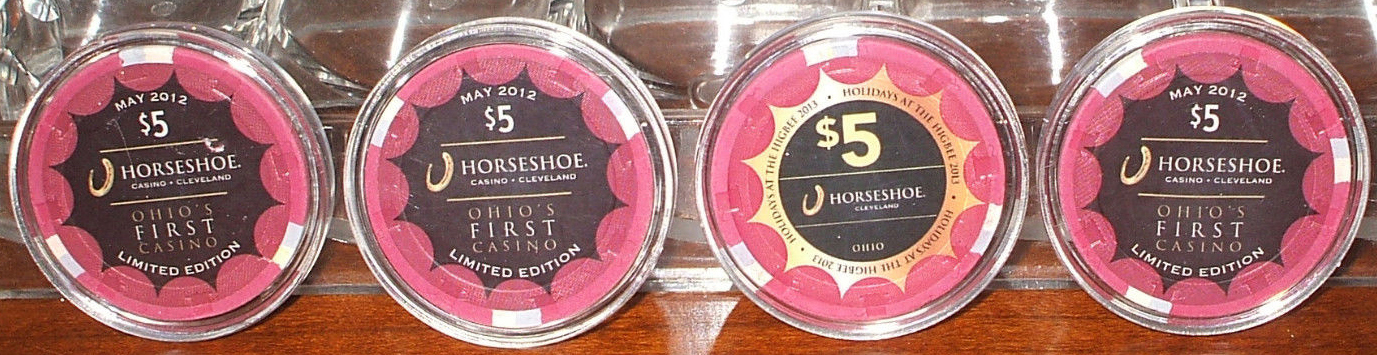 MAY 2012
$5
HORSESHOE.
CASINO • CLEVELAND
OHIO'S
FIRST
CASINO
LIMITED EDITION
MAY 2012
$5
HORSESHOE.
CASINO • CLEVELAND
OHIO'S
FIRST
CASINO
LIMITED EDITION
HOLIDAYS AT THE HIGBEE 2013 • HOLIDAYS AT THE HIGBEE 2013 • HOLIDAYS AT THE HIGBEE 2013 •
$5
HORSESHOE.
CLEVELAND
OHIO
MAY 2012
$5
HORSESHOE.
CASINO • CLEVELAND
OHIO'S
FIRST
CASINO
LIMITED EDITION